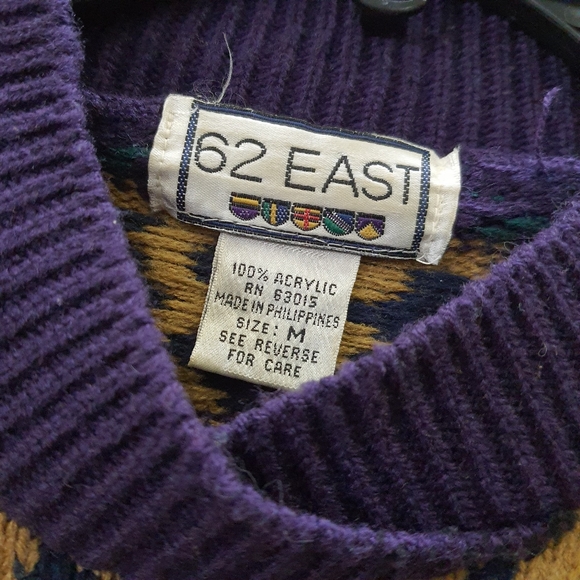 62 EAST
100% ACRYLIC
RN 63015
MADE IN PHILIPPINES
SIZE: M
SEE REVERSE
FOR CARE